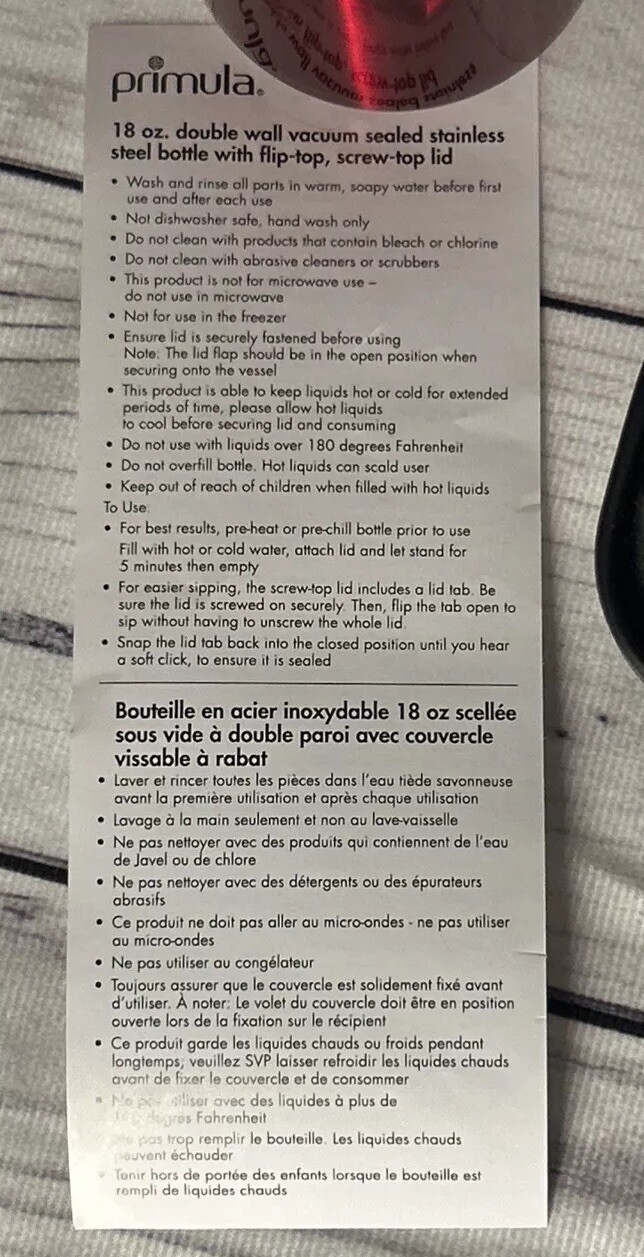 primula.
18 oz. double wall vacuum sealed stainless
steel bottle with flip-top, screw-top lid
• Wash and rinse all parts in warm, soapy water before first
use and after each use
• Not dishwasher safe, hand wash only
• Do not clean with products that contain bleach or chlorine
• Do not clean with abrasive cleaners or scrubbers
• This product is not for microwave use –
do not use in microwave
• Not for use in the freezer
• Ensure lid is securely fastened before using
Note: The lid flap should be in the open position when
securing onto the vessel
• This product is able to keep liquids hot or cold for extended
periods of time, please allow hot liquids
to cool before securing lid and consuming
• Do not use with liquids over 180 degrees Fahrenheit
• Do not overfill bottle. Hot liquids can scald user
• Keep out of reach of children when filled with hot liquids
To Use:
• For best results, pre-heat or pre-chill bottle prior to use
Fill with hot or cold water, attach lid and let stand for
5 minutes then empty
• For easier sipping, the screw-top lid includes a lid tab. Be
sure the lid is screwed on securely. Then, flip the tab open to
sip without having to unscrew the whole lid.
• Snap the lid tab back into the closed position until you hear
a soft click, to ensure it is sealed
Bouteille en acier inoxydable 18 oz scellée
sous vide à double paroi avec couvercle
vissable à rabat
• Laver et rincer toutes les pièces dans l'eau tiède savonneuse
avant la première utilisation et après chaque utilisation
• Lavage à la main seulement et non au lave-vaisselle
• Ne pas nettoyer avec des produits qui contiennent de l'eau
de Javel ou de chlore
• Ne pas nettoyer avec des détergents ou des épurateurs
abrasifs
• Ce produit ne doit pas aller au micro-ondes - ne pas utiliser
au micro-ondes
• Ne pas utiliser au congélateur
• Toujours assurer que le couvercle est solidement fixé avant
d'utiliser. À noter: Le volet du couvercle doit être en position
ouverte lors de la fixation sur le récipient
• Ce produit garde les liquides chauds ou froids pendant
longtemps; veuillez SVP laisser refroidir les liquides chauds
avant de fixer le couvercle et de consommer
• Ne pas utiliser avec des liquides à plus de
degrés Fahrenheit
pas trop remplir le bouteille. Les liquides chauds
peuvent échauder
• Tenir hors de portée des enfants lorsque le bouteille est
rempli de liquides chauds